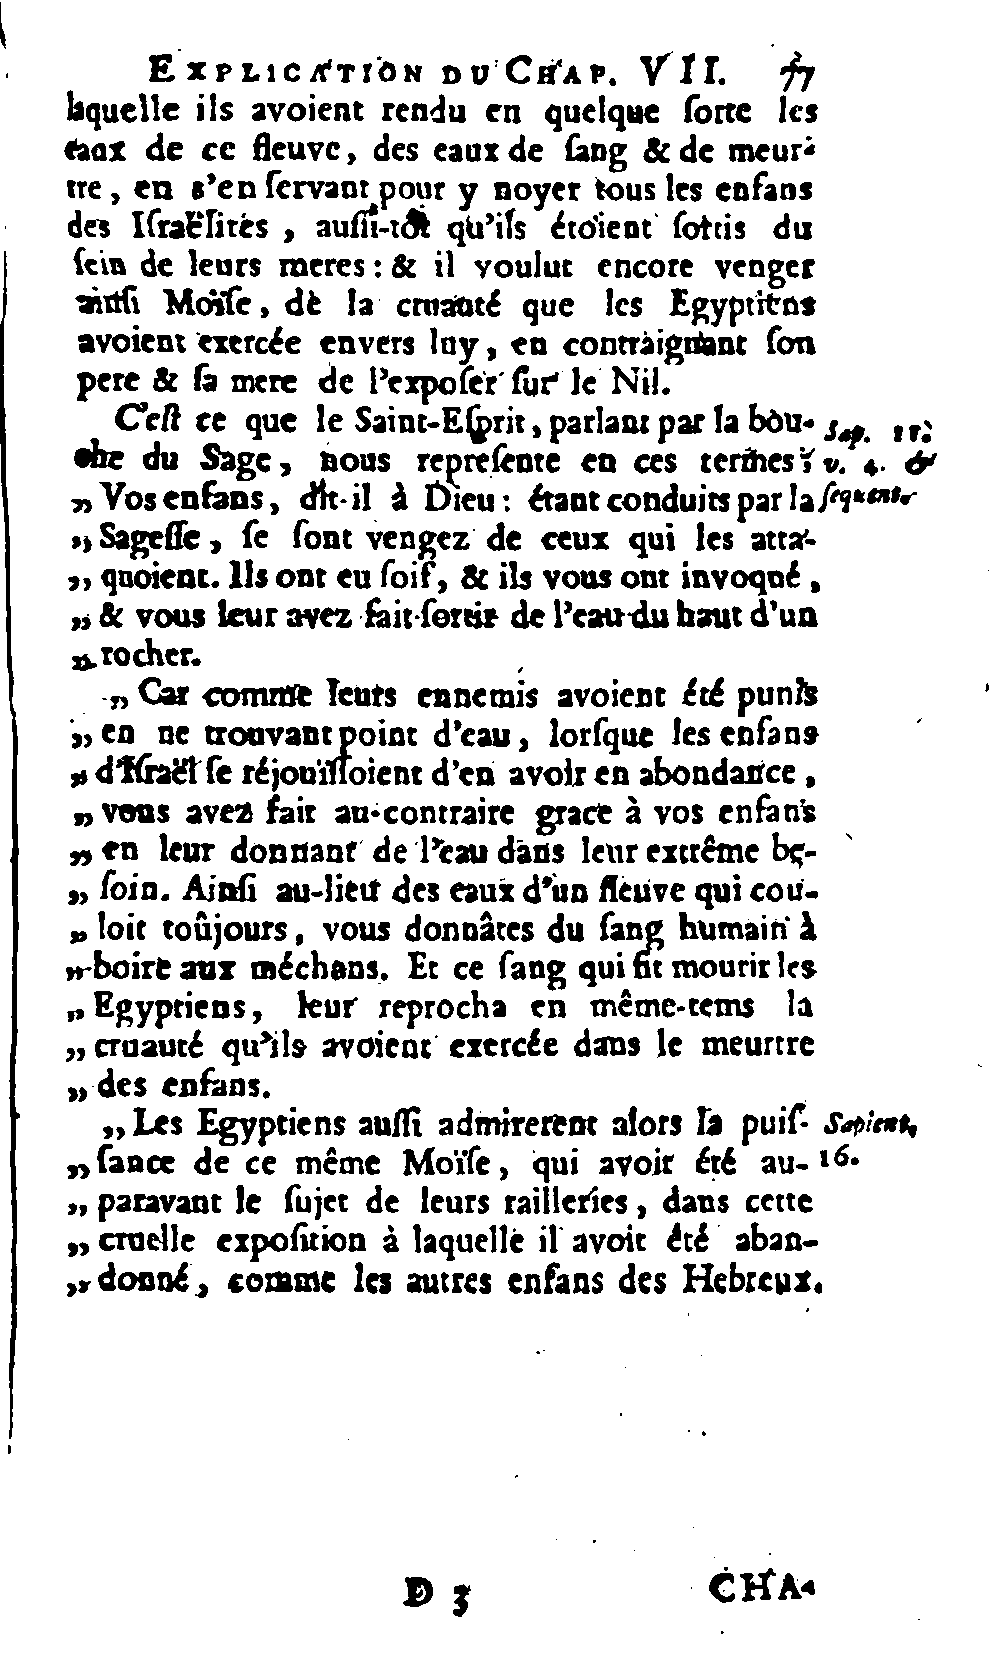 EXPLICATION DU CHAP. VII. 77
laquelle ils avoient rendu en quelque ſorte les
eaux de ce fleuve, des eaux de ſang & de meur-
tre, en s'en ſervant pour y noyer tous les enfans
des Iſraëlites, auſſi-tôt qu'ils étoient ſortis du
ſein de leurs meres: & il voulut encore venger
ainſi Moïſe, de la cruauté que les Egyptiens
avoient exercée envers luy, en contraignant ſon
pere & ſa mere de l'expoſer ſur le Nil.
C'eſt ce que le Saint-Eſprit, parlant par la bou-
Sap. 11.
che du Sage, nous repreſente en ces termes:
v. 4. &
„ Vos enfans, dit-il à Dieu: étant conduits par la
ſequent.
„ Sageſſe, ſe ſont vengez de ceux qui les atta-
„ quoient. Ils ont eu ſoif, & ils vous ont invoqué,
„ & vous leur avez fait ſortir de l'eau du haut d'un
„ rocher.
„ Car comme leurs ennemis avoient été punis
„ en ne trouvant point d'eau, lorſque les enfans
„ d'Iſraël ſe réjouïſſoient d'en avoir en abondance,
„ vous avez fait au-contraire grace à vos enfans
„ en leur donnant de l'eau dans leur extrême be-
„ ſoin. Ainſi au-lieu des eaux d'un fleuve qui cou-
„ loit toûjours, vous donnâtes du ſang humain à
„ boire aux méchans. Et ce ſang qui fit mourir les
„ Egyptiens, leur reprocha en même-tems la
„ cruauté qu'ils avoient exercée dans le meurtre
„ des enfans.
„ Les Egyptiens auſſi admirerent alors la puiſ-
Sapient.
„ ſance de ce même Moïſe, qui avoit été au-
16.
„ paravant le ſujet de leurs railleries, dans cette
„ cruelle expoſition à laquelle il avoit été aban-
„ donné, comme les autres enfans des Hebreux.
D 3 CHA-